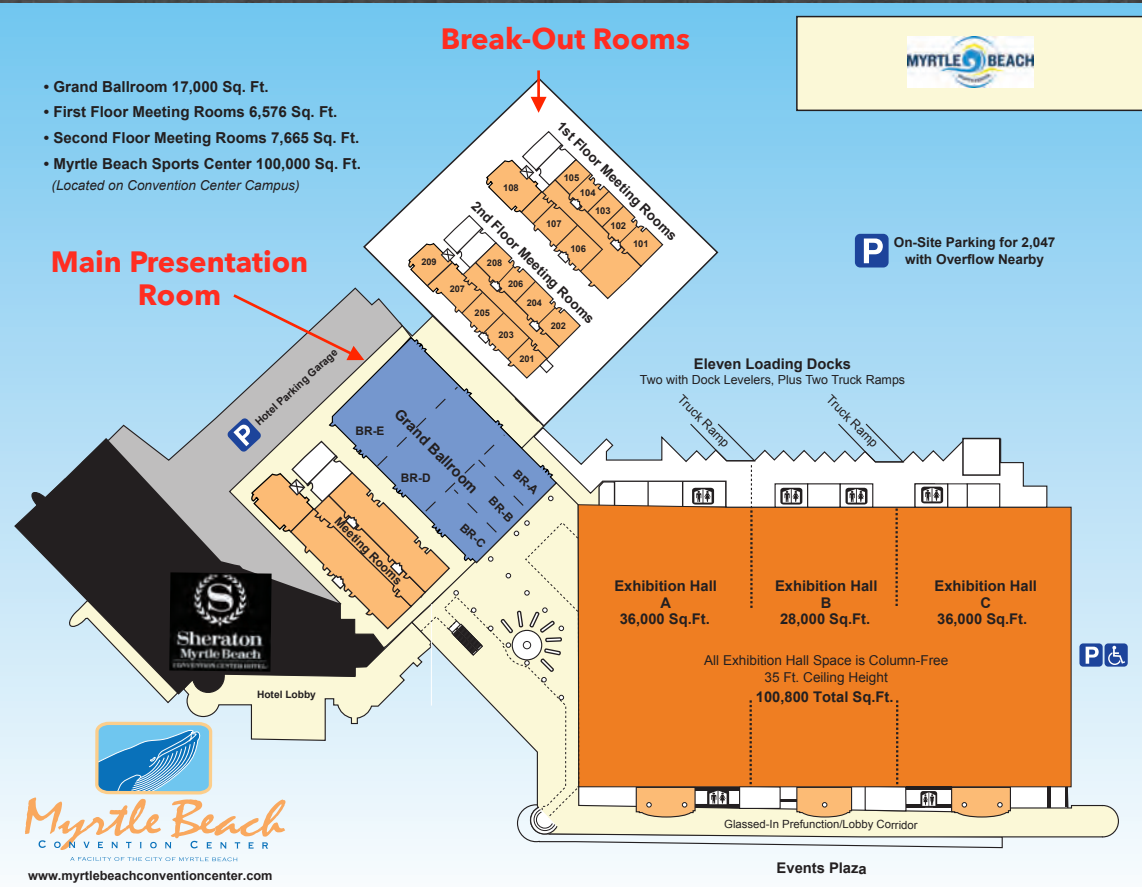 Break-Out Rooms
MYRTLE BEACH
• Grand Ballroom 17,000 Sq. Ft.
• First Floor Meeting Rooms 6,576 Sq. Ft.
• Second Floor Meeting Rooms 7,665 Sq. Ft.
• Myrtle Beach Sports Center 100,000 Sq. Ft.
(Located on Convention Center Campus)
1st Floor Meeting Rooms
105
104
103
102
101
108
107
106
2nd Floor Meeting Rooms
209
208
207
206
205
204
203
202
201
P
On-Site Parking for 2,047
with Overflow Nearby
Main Presentation
Room
P
Hotel Parking Garage
Eleven Loading Docks
Two with Dock Levelers, Plus Two Truck Ramps
Truck Ramp
Truck Ramp
Grand Ballroom
BR-E
BR-D
BR-A
BR-B
BR-C
Meeting Rooms
Exhibition Hall
A
36,000 Sq.Ft.
Exhibition Hall
B
28,000 Sq.Ft.
Exhibition Hall
C
36,000 Sq.Ft.
All Exhibition Hall Space is Column-Free
35 Ft. Ceiling Height
100,800 Total Sq.Ft.
P
S
Sheraton
Myrtle Beach
CONVENTION CENTER HOTEL
Hotel Lobby
Myrtle Beach
CONVENTION CENTER
A FACILITY OF THE CITY OF MYRTLE BEACH
www.myrtlebeachconventioncenter.com
Glassed-In Prefunction/Lobby Corridor
Events Plaza